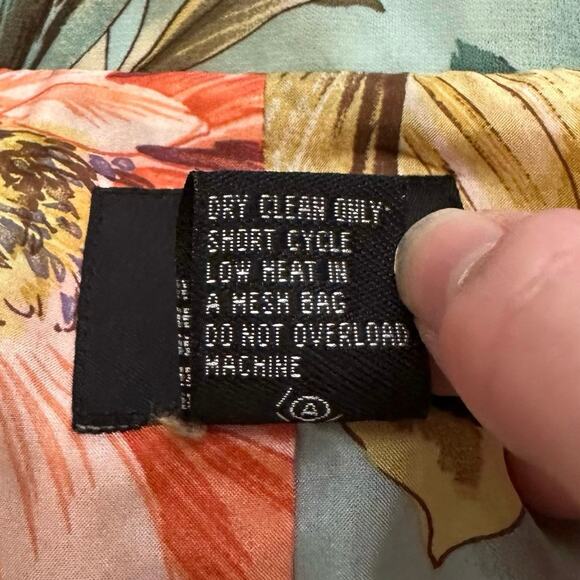 DRY CLEAN ONLY
SHORT CYCLE
LOW HEAT IN
A MESH BAG
DO NOT OVERLOAD
MACHINE
A